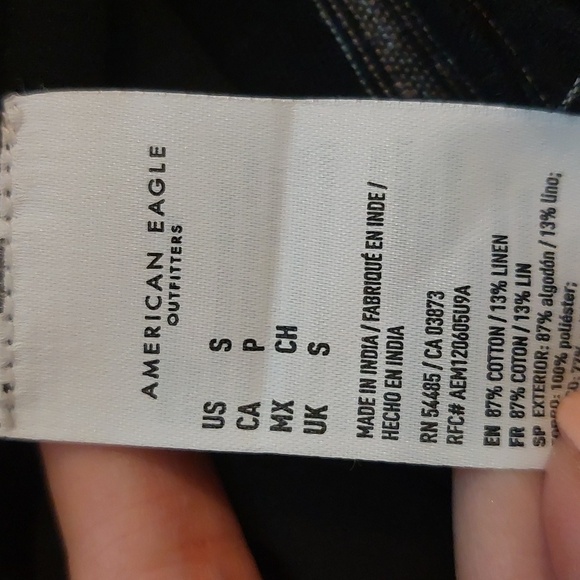 AMERICAN EAGLE
OUTFITTERS
US S
CA P
MX CH
UK S
MADE IN INDIA / FABRIQUÉ EN INDE /
HECHO EN INDIA
RN 54485 / CA 03873
RFC# AEM120605U9A
EN 87% COTTON / 13% LINEN
FR 87% COTON / 13% LIN
SP EXTERIOR: 87% algodón / 13% lino;
100% poliéster;